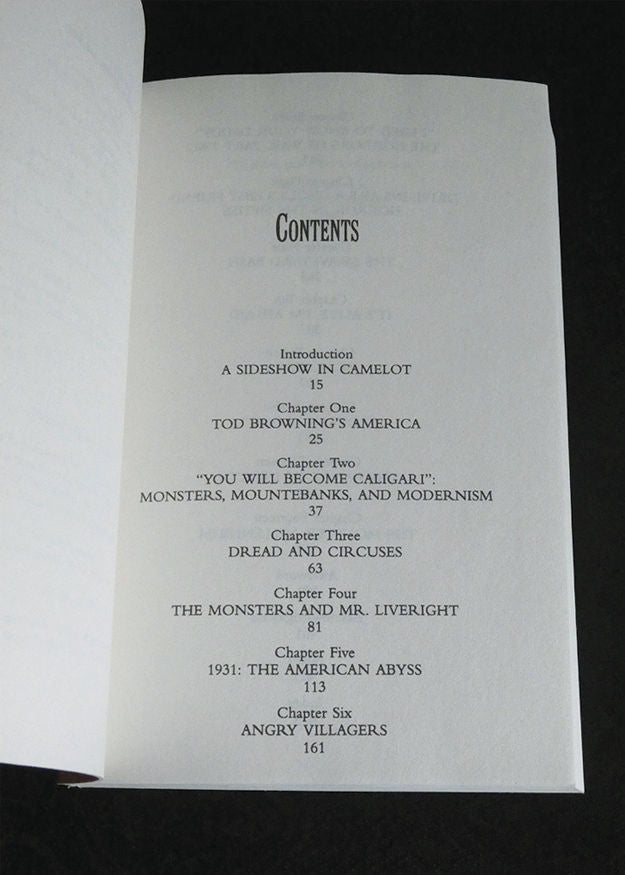 CONTENTS
Introduction
A SIDESHOW IN CAMELOT
15
Chapter One
TOD BROWNING'S AMERICA
25
Chapter Two
“YOU WILL BECOME CALIGARI”:
MONSTERS, MOUNTEBANKS, AND MODERNISM
37
Chapter Three
DREAD AND CIRCUSES
63
Chapter Four
THE MONSTERS AND MR. LIVERIGHT
81
Chapter Five
1931: THE AMERICAN ABYSS
113
Chapter Six
ANGRY VILLAGERS
161